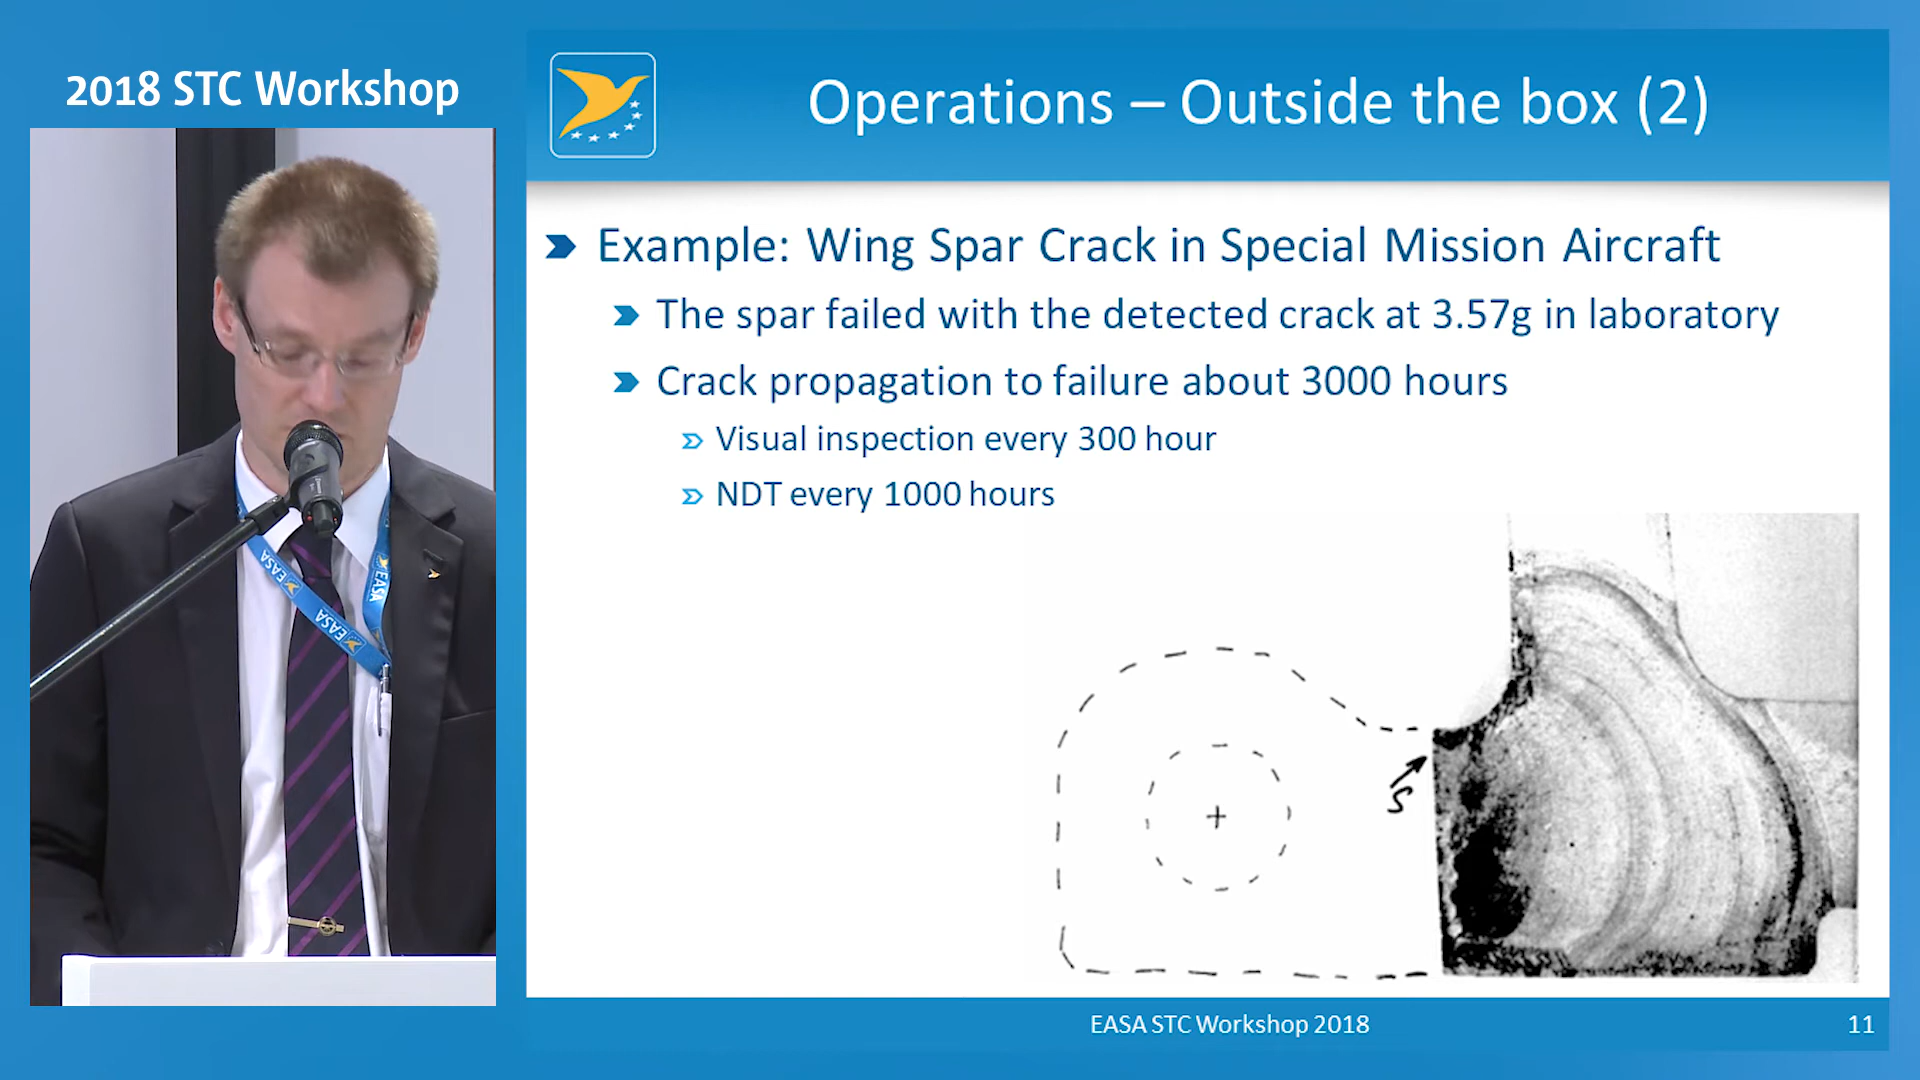 2018 STC Workshop
Operations – Outside the box (2)
Example: Wing Spar Crack in Special Mission Aircraft
The spar failed with the detected crack at 3.57g in laboratory
Crack propagation to failure about 3000 hours
Visual inspection every 300 hour
NDT every 1000 hours
S
EASA
EASA
EASA
EASA STC Workshop 2018
11